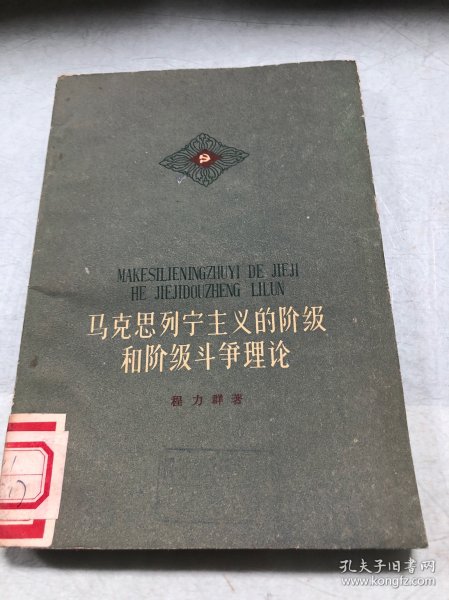 MAKESILIENINGZHUYI DE JIEJI
HE JIEJIDOUZHENG LILUN
马克思列宁主义的阶级
和阶级斗争理论
程力群著
孔夫子旧书网
www.kongfz.com